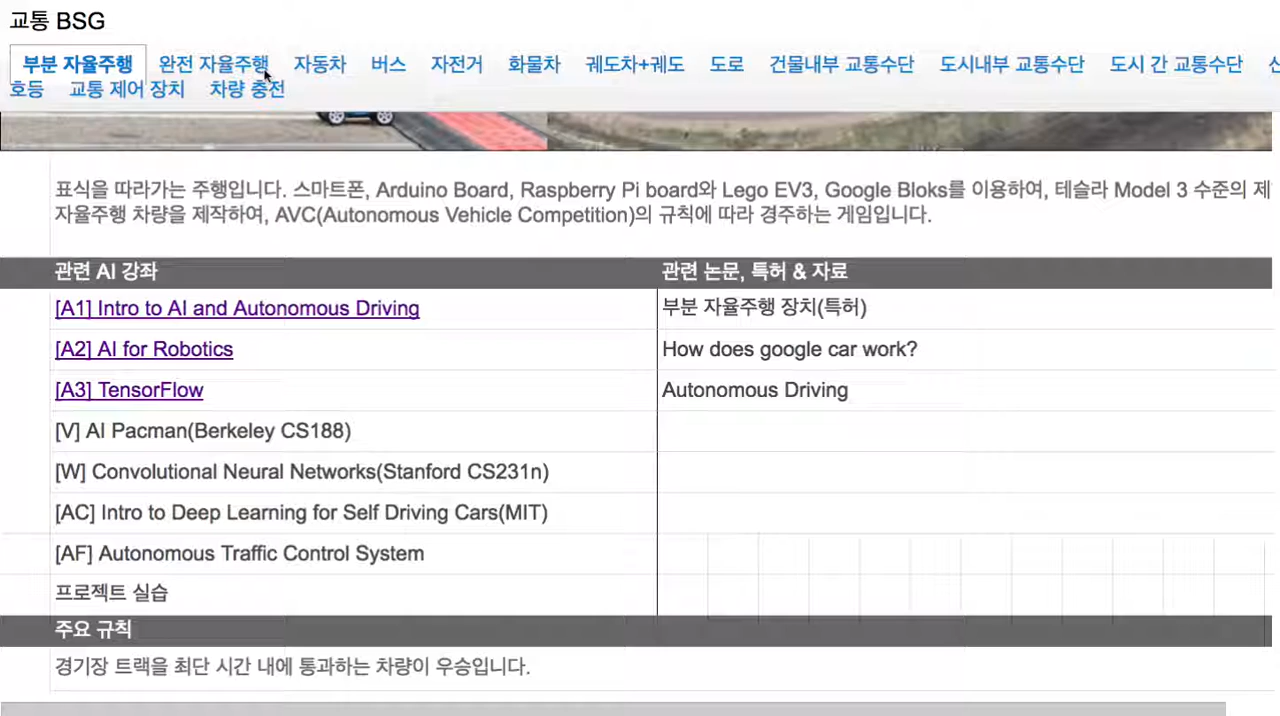 교통 BSG
부분 자율주행 완전 자율주행 자동차 버스 자전거 화물차 궤도차+궤도 도로 건물내부 교통수단 도시내부 교통수단 도시 간 교통수단
호등 교통 제어 장치 차량 충전
표식을 따라가는 주행입니다. 스마트폰, Arduino Board, Raspberry Pi board와 Lego EV3, Google Bloks를 이용하여, 테슬라 Model 3 수준의 제
자율주행 차량을 제작하여, AVC(Autonomous Vehicle Competition)의 규칙에 따라 경주하는 게임입니다.
관련 AI 강좌 관련 논문, 특허 & 자료
[A1] Intro to AI and Autonomous Driving 부분 자율주행 장치(특허)
[A2] AI for Robotics How does google car work?
[A3] TensorFlow Autonomous Driving
[V] AI Pacman(Berkeley CS188)
[W] Convolutional Neural Networks(Stanford CS231n)
[AC] Intro to Deep Learning for Self Driving Cars(MIT)
[AF] Autonomous Traffic Control System
프로젝트 실습
주요 규칙
경기장 트랙을 최단 시간 내에 통과하는 차량이 우승입니다.